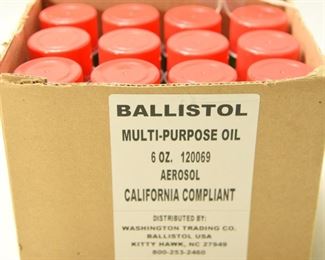 BALLISTOL
MULTI-PURPOSE OIL
6 OZ. 120069
AEROSOL
CALIFORNIA COMPLIANT
DISTRIBUTED BY:
WASHINGTON TRADING CO.
BALLISTOL USA
KITTY HAWK, NC 27949
800-253-2460